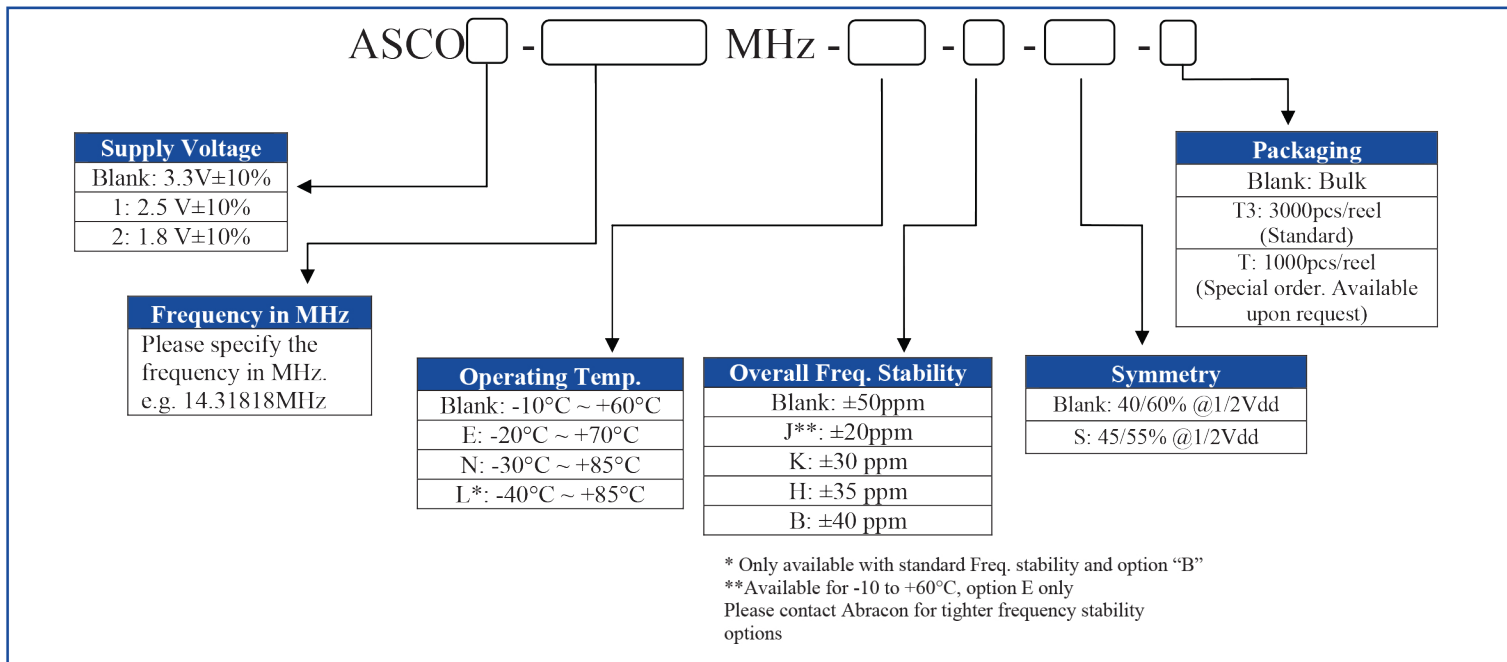 ASCO - MHz - - - -
Supply Voltage
Blank: 3.3V±10%
1: 2.5 V±10%
2: 1.8 V±10%
Frequency in MHz
Please specify the
frequency in MHz.
e.g. 14.31818MHz
Operating Temp.
Blank: -10°C ~ +60°C
E: -20°C ~ +70°C
N: -30°C ~ +85°C
L*: -40°C ~ +85°C
Overall Freq. Stability
Blank: ±50ppm
J**: ±20ppm
K: ±30 ppm
H: ±35 ppm
B: ±40 ppm
Symmetry
Blank: 40/60% @1/2Vdd
S: 45/55% @1/2Vdd
Packaging
Blank: Bulk
T3: 3000pcs/reel
(Standard)
T: 1000pcs/reel
(Special order. Available
upon request)
* Only available with standard Freq. stability and option “B”
**Available for -10 to +60°C, option E only
Please contact Abracon for tighter frequency stability
options